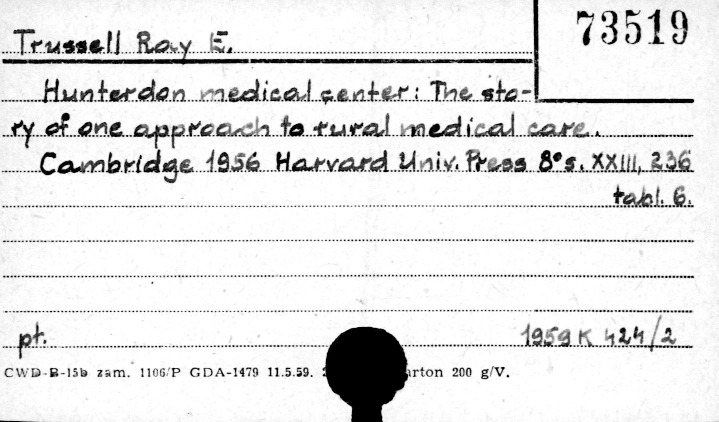 73519
Trussell Ray E.
Hunterdon medical center: The sto-
ry of one approach to rural medical care.
Cambridge 1956 Harvard Univ. Press 8° s. XXIII, 236
tabl. 6.
pt. 1959 K 424/2
CWD-B-15b zam. 1106/P GDA-1479 11.5.59. arton 200 g/V.